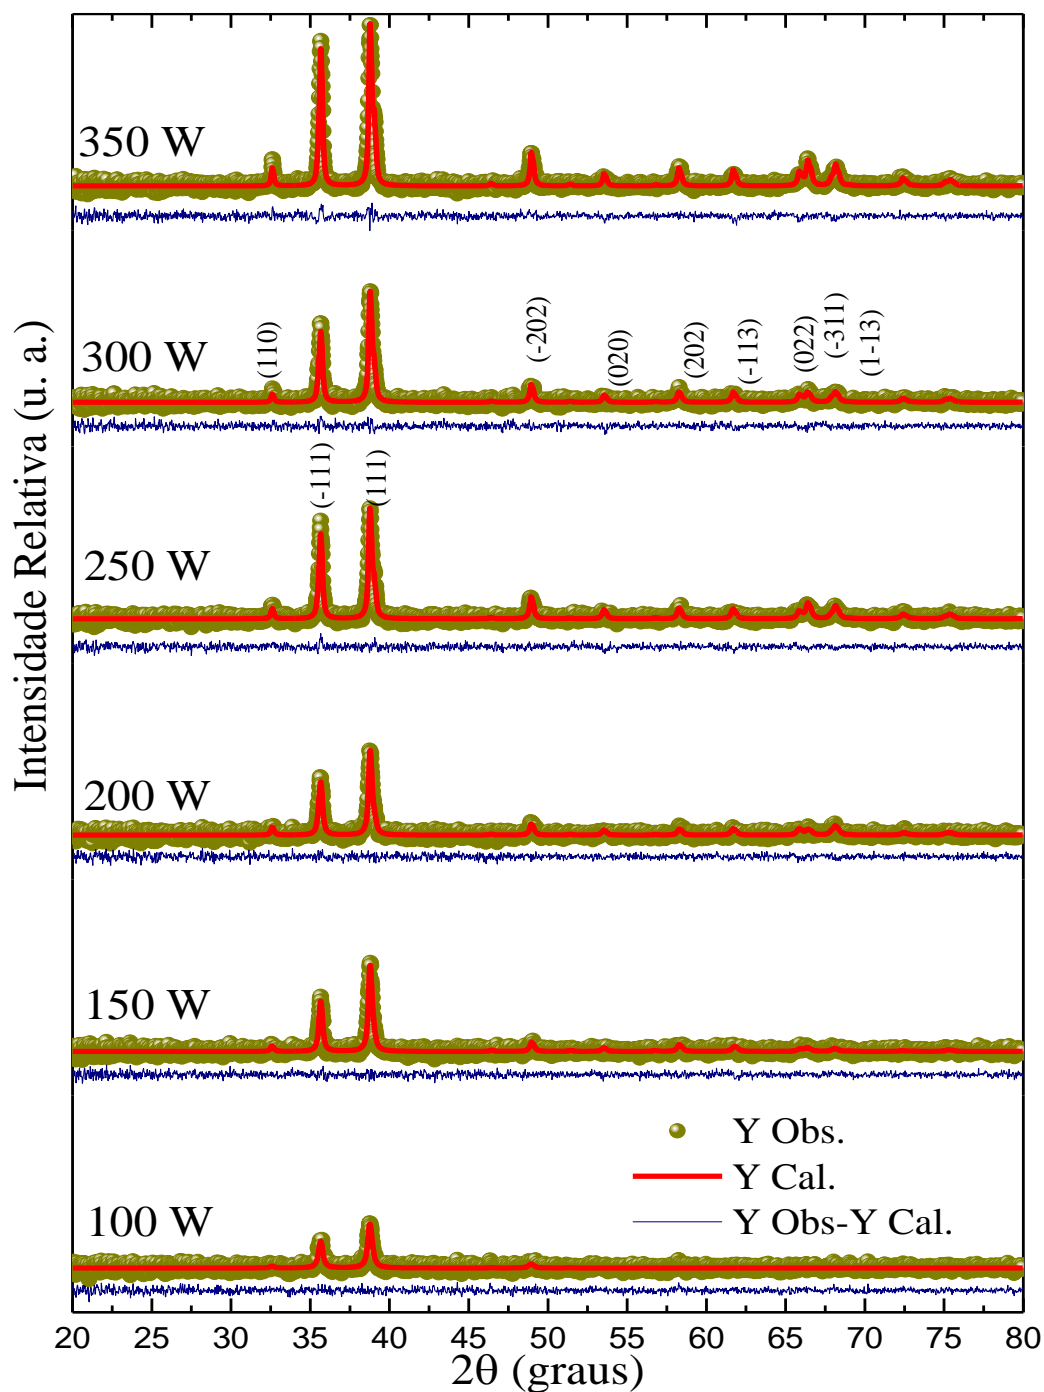 350 W
300 W
(110)
(-202)
(020)
(202)
(-113)
(022)
(-311)
(1-13)
250 W
(-111)
(111)
200 W
150 W
100 W
Y Obs.
Y Cal.
Y Obs-Y Cal.
Intensidade Relativa (u. a.)
20 25 30 35 40 45 50 55 60 65 70 75 80
2θ (graus)